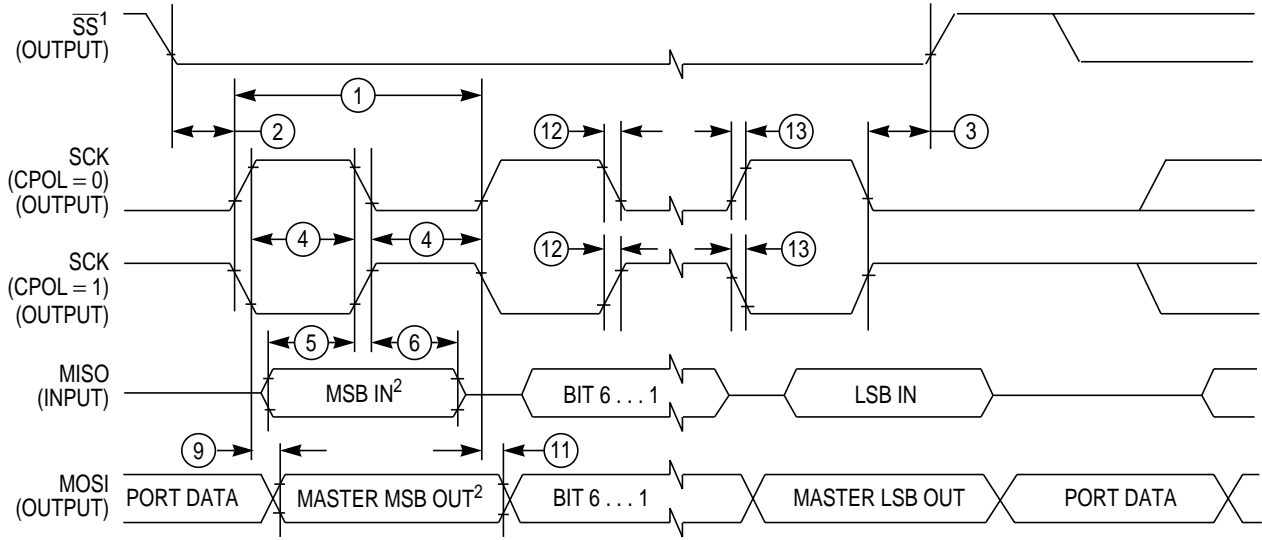 SS¹
(OUTPUT)
1
2
12
13
3
SCK
(CPOL = 0)
(OUTPUT)
4
4
12
13
SCK
(CPOL = 1)
(OUTPUT)
5
6
MISO
(INPUT)
MSB IN²
BIT 6 . . . 1
LSB IN
9
11
MOSI
(OUTPUT)
PORT DATA
MASTER MSB OUT²
BIT 6 . . . 1
MASTER LSB OUT
PORT DATA